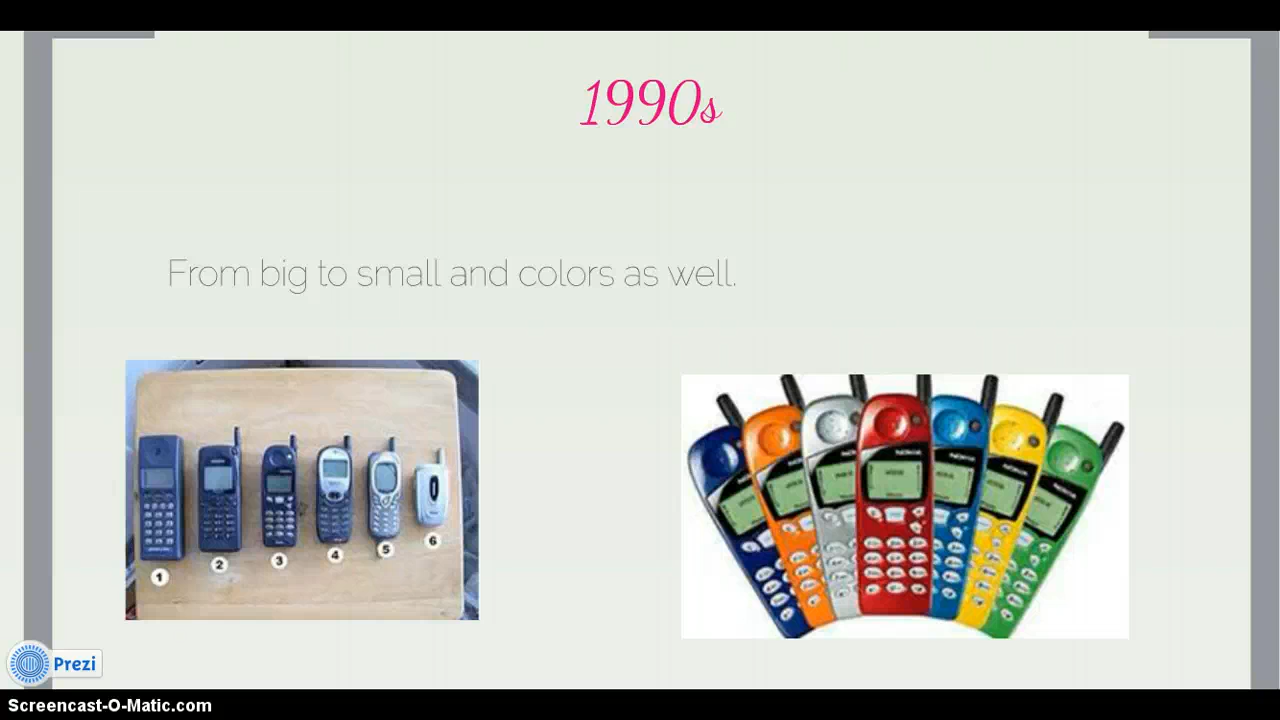 1990s
From big to small and colors as well.
1
2
3
4
5
6
NOKIA
Prezi
Screencast-O-Matic.com